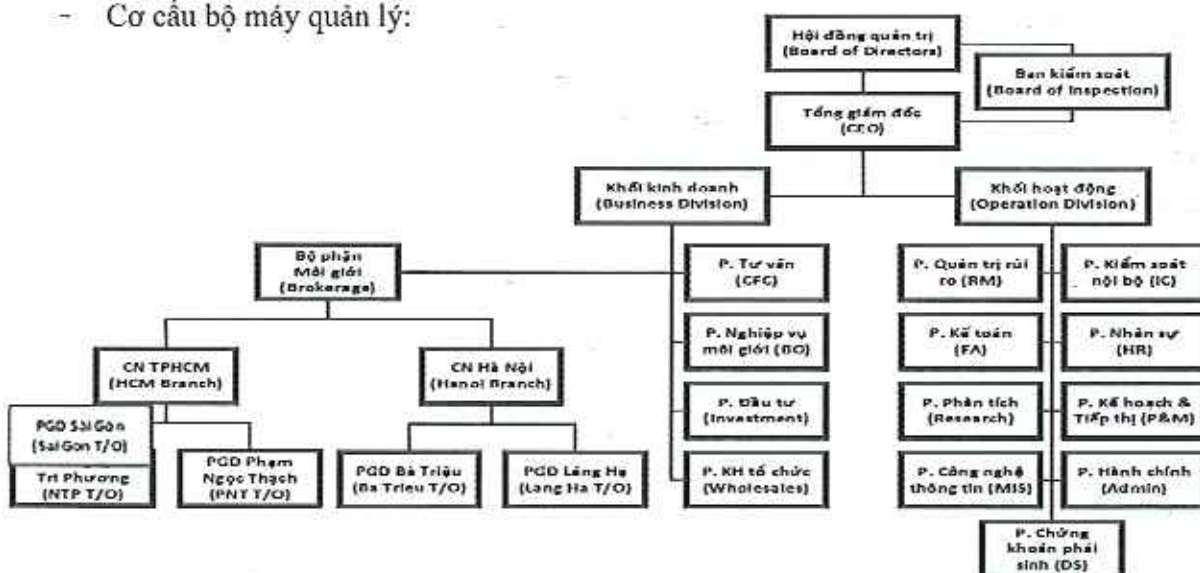 - Cơ cấu bộ máy quản lý:
Hội đồng quản trị
(Board of Directors)
Ban kiểm soát
(Board of Inspection)
Tổng giám đốc
(CEO)
Khối kinh doanh
(Business Division)
Khối hoạt động
(Operation Division)
Bộ phận
Môi giới
(Brokerage)
P. Tư vấn
(CFC)
P. Quản trị rủi
ro (RM)
P. Kiểm soát
nội bộ (IC)
P. Nghiệp vụ
môi giới (BO)
P. Kế toán
(FA)
P. Nhân sự
(HR)
CN TPHCM
(HCM Branch)
CN Hà Nội
(Hanoi Branch)
P. Đầu tư
(Investment)
P. Phân tích
(Research)
P. Kế hoạch &
Tiếp thị (P&M)
PGD Sài Gòn
(SaiGon T/O)
Tri Phương
(NTP T/O)
PGD Phạm
Ngọc Thạch
(PNT T/O)
PGD Bà Triệu
(Ba Trieu T/O)
PGD Láng Hạ
(Lang Ha T/O)
P. KH tổ chức
(Wholesales)
P. Công nghệ
thông tin (MIS)
P. Hành chính
(Admin)
P. Chứng
khoán phái
sinh (DS)